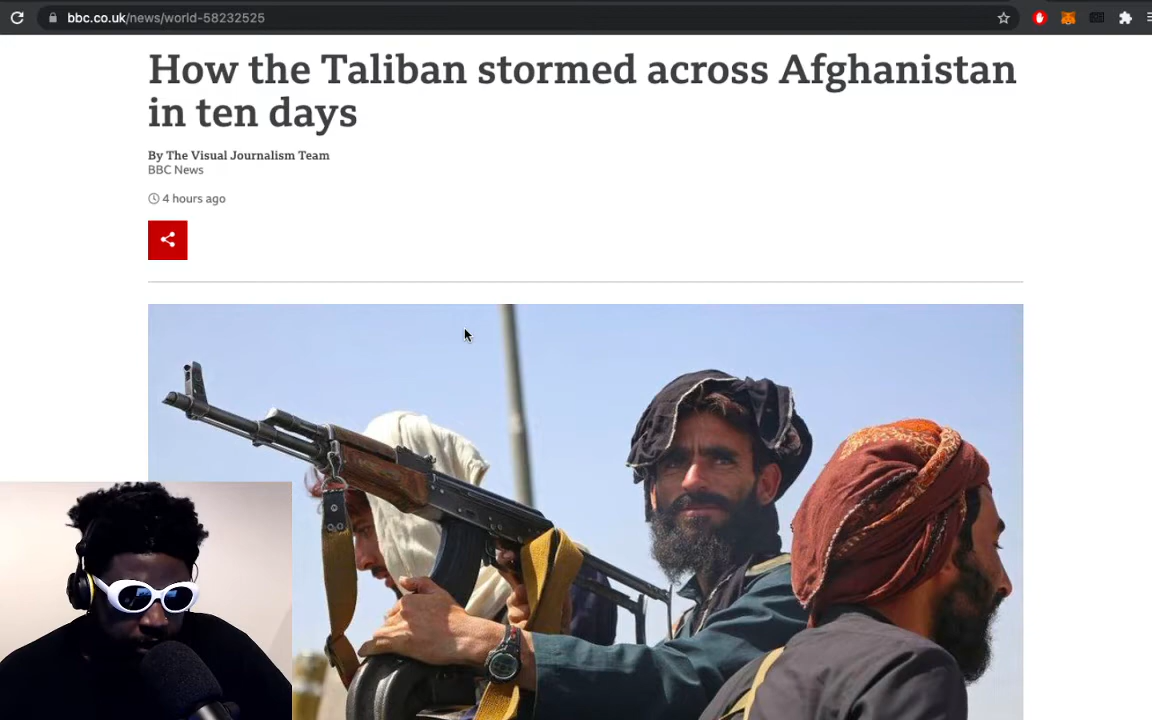 bbc.co.uk/news/world-58232525
How the Taliban stormed across Afghanistan
in ten days
By The Visual Journalism Team
BBC News
4 hours ago